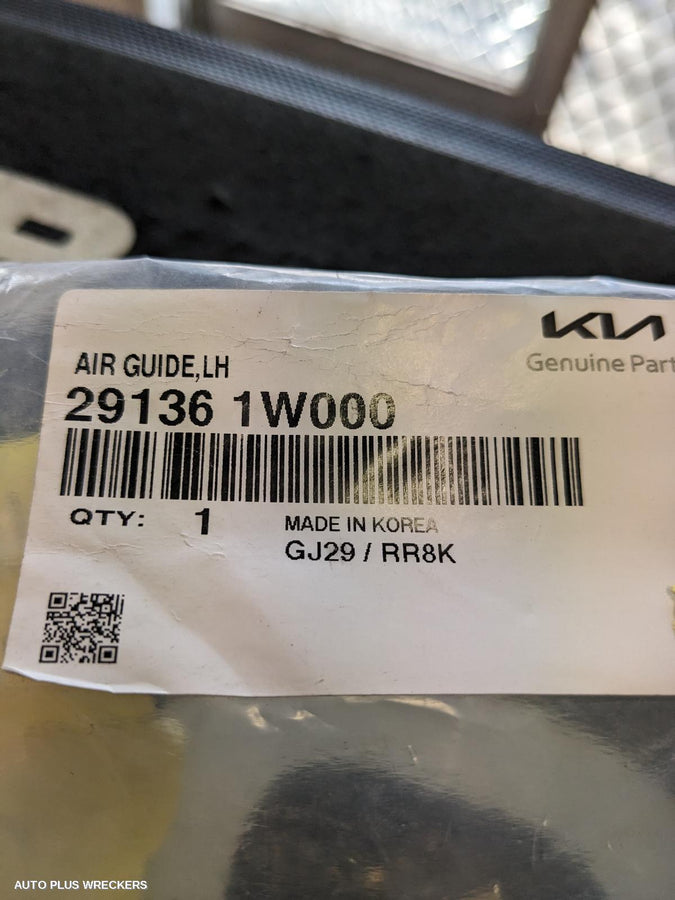 KIA
Genuine Part
AIR GUIDE,LH
29136 1W000
QTY: 1
MADE IN KOREA
GJ29 / RR8K
AUTO PLUS WRECKERS